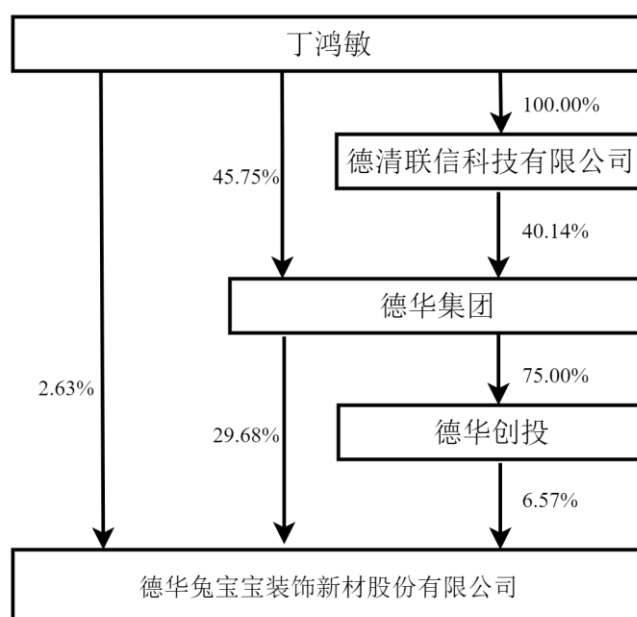 丁鸿敏
100.00%
德清联信科技有限公司
45.75%
40.14%
德华集团
2.63%
75.00%
29.68%
德华创投
6.57%
德华兔宝宝装饰新材股份有限公司